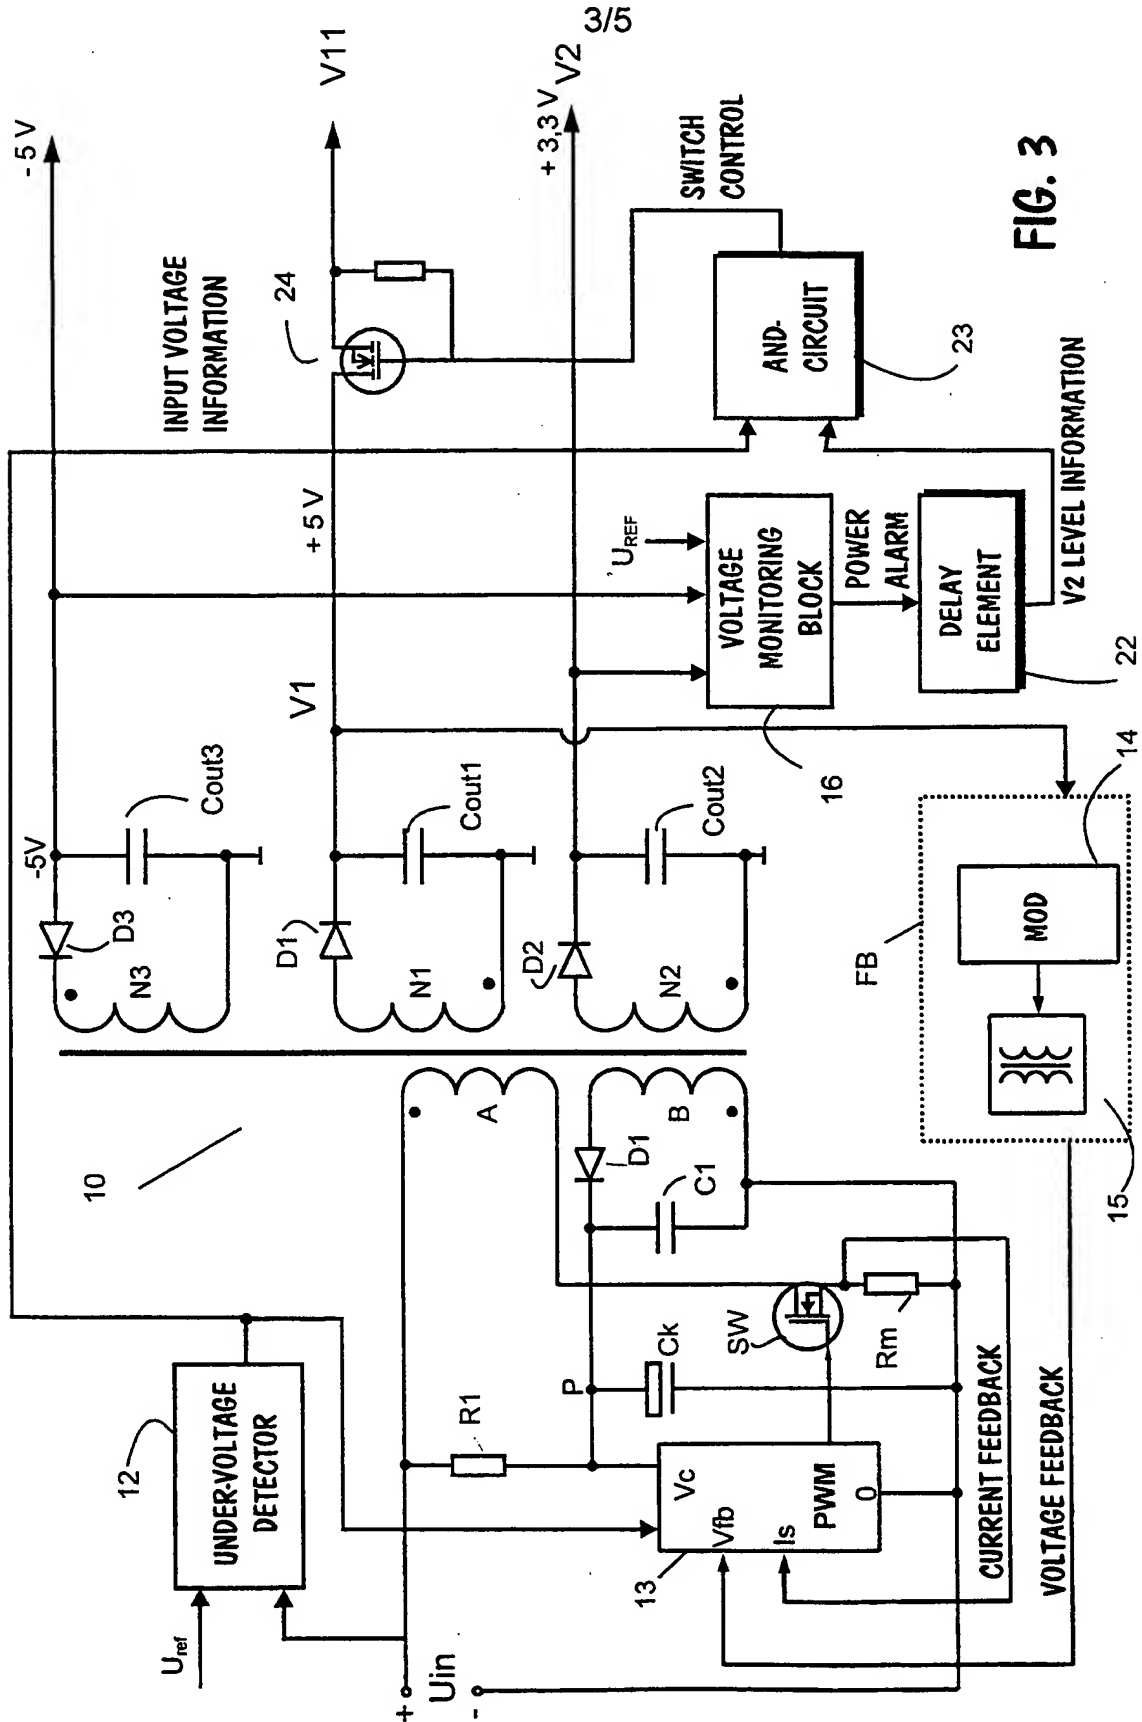 3/5
- 5 V
V11
+ 3,3 V
V2
INPUT VOLTAGE
INFORMATION
24
SWITCH
CONTROL
+ 5 V
AND-
CIRCUIT
23
UREF
VOLTAGE
MONITORING
BLOCK
16
POWER
ALARM
DELAY
ELEMENT
22
V2 LEVEL INFORMATION
V1
-5V
Cout3
D3
N3
Cout1
D1
N1
Cout2
D2
N2
14
MOD
FB
15
10
A
B
D1
C1
12
UNDER-VOLTAGE
DETECTOR
Uref
R1
P
Ck
SW
Rm
13
Vc
Vfb
Is
PWM
0
CURRENT FEEDBACK
VOLTAGE FEEDBACK
+
Uin
-
FIG. 3